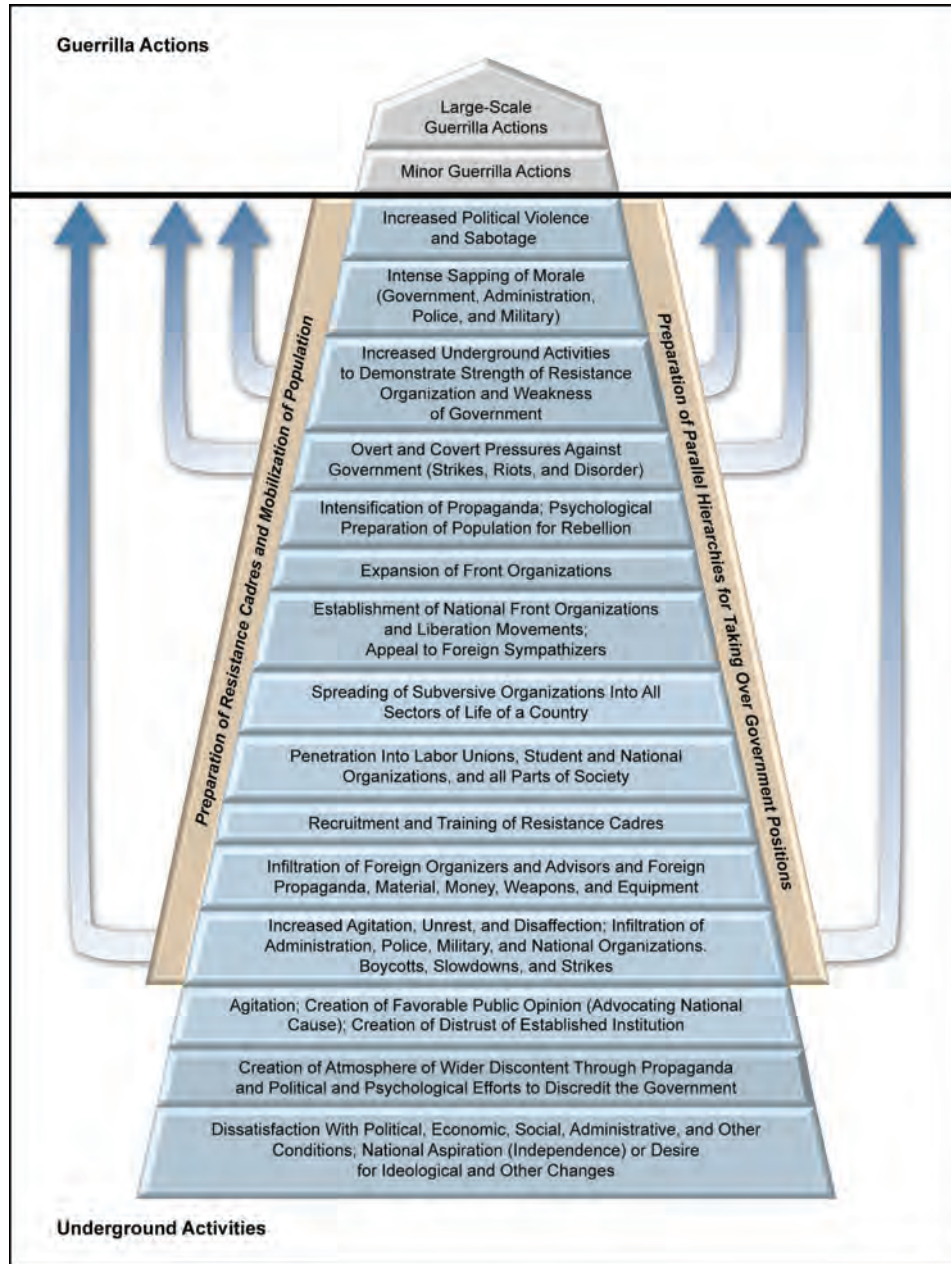 Guerrilla Actions
Large-Scale
Guerrilla Actions
Minor Guerrilla Actions
Increased Political Violence
and Sabotage
Intense Sapping of Morale
(Government, Administration,
Police, and Military)
Increased Underground Activities
to Demonstrate Strength of Resistance
Organization and Weakness
of Government
Overt and Covert Pressures Against
Government (Strikes, Riots, and Disorder)
Intensification of Propaganda; Psychological
Preparation of Population for Rebellion
Expansion of Front Organizations
Establishment of National Front Organizations
and Liberation Movements;
Appeal to Foreign Sympathizers
Spreading of Subversive Organizations Into All
Sectors of Life of a Country
Penetration Into Labor Unions, Student and National
Organizations, and all Parts of Society
Recruitment and Training of Resistance Cadres
Infiltration of Foreign Organizers and Advisors and Foreign
Propaganda, Material, Money, Weapons, and Equipment
Increased Agitation, Unrest, and Disaffection; Infiltration of
Administration, Police, Military, and National Organizations.
Boycotts, Slowdowns, and Strikes
Agitation; Creation of Favorable Public Opinion (Advocating National
Cause); Creation of Distrust of Established Institution
Creation of Atmosphere of Wider Discontent Through Propaganda
and Political and Psychological Efforts to Discredit the Government
Dissatisfaction With Political, Economic, Social, Administrative, and Other
Conditions; National Aspiration (Independence) or Desire
for Ideological and Other Changes
Preparation of Resistance Cadres and Mobilization of Population
Preparation of Parallel Hierarchies for Taking Over Government Positions
Underground Activities